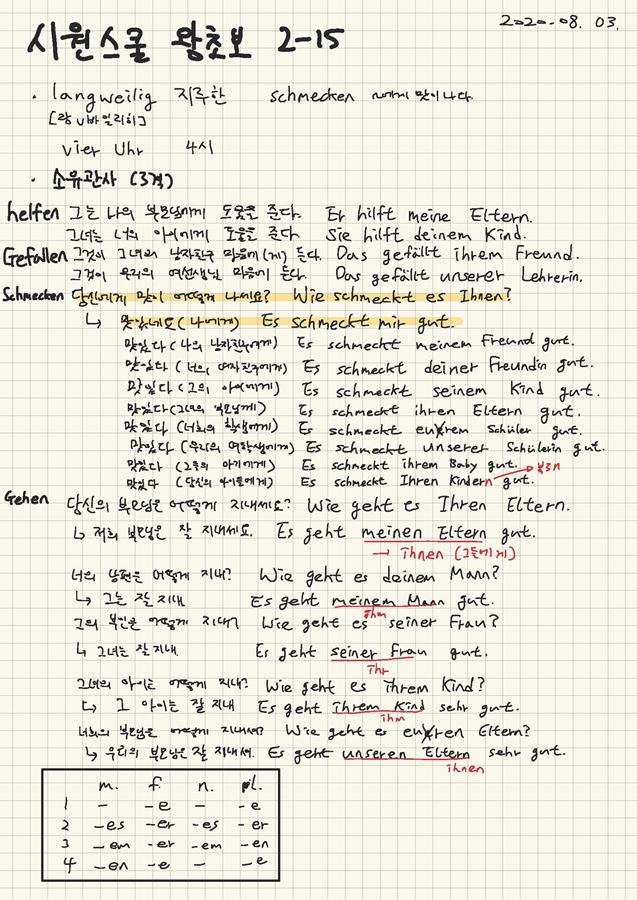 2020.08.03.
시원스쿨 왕초보 2-15
· langweilig 지루한 schmecken ~에게 맛이 나다.
[랑v바일리히]
vier Uhr 4시
· 소유관사 (3격)
helfen 그는 나의 부모님에게 도움을 준다. Er hilft meine Eltern.
그녀는 너의 아이에게 도움을 준다. Sie hilft deinem Kind.
Gefallen 그것이 그녀의 남자친구 마음에(게) 든다. Das gefällt ihrem Freund.
그것이 우리의 여선생님 마음에 든다. Das gefällt unserer Lehrerin.
Schmecken 당신에게 맛이 어떻게 나세요? Wie schmeckt es Ihnen?
↳ 맛있네요(나에게) Es schmeckt mir gut.
맛있다 (나의 남자친구에게) Es schmeckt meinem Freund gut.
맛있다 (너의 여자친구에게) Es schmeckt deiner Freundin gut.
맛있다 (그의 아이에게) Es schmeckt seinem Kind gut.
맛있다 (그녀의 부모님께) Es schmeckt ihren Eltern gut.
맛있다 (너희의 학생에게) Es schmeckt eurem Schüler gut.
맛있다 (우리의 여학생에게) Es schmeckt unserer Schülerin gut.
맛있다 (그들의 아기에게) Es schmeckt ihrem Baby gut.
맛있다 (당신의 아이들에게) Es schmeckt Ihren Kindern gut. → 복3n
Gehen 당신의 부모님은 어떻게 지내세요? Wie geht es Ihren Eltern.
↳ 저희 부모님은 잘 지내세요. Es geht meinen Eltern gut.
→ ihnen (그들에게)
너의 남편은 어떻게 지내? Wie geht es deinem Mann?
↳ 그는 잘 지내 Es geht meinem Mann gut.
ihm
그의 부인은 어떻게 지내? Wie geht es seiner Frau?
↳ 그녀는 잘 지내 Es geht seiner Frau gut.
ihr
그녀의 아이는 어떻게 지내? Wie geht es ihrem Kind?
↳ 그 아이는 잘 지내 Es geht ihrem Kind sehr gut.
ihm
너희의 부모님은 어떻게 지내셔? Wie geht es euren Eltern?
↳ 우리의 부모님은 잘 지내셔. Es geht unseren Eltern sehr gut.
ihnen
m. f. n. pl.
1 - -e - -e
2 -es -er -es -er
3 -em -er -em -en
4 -en -e - -e